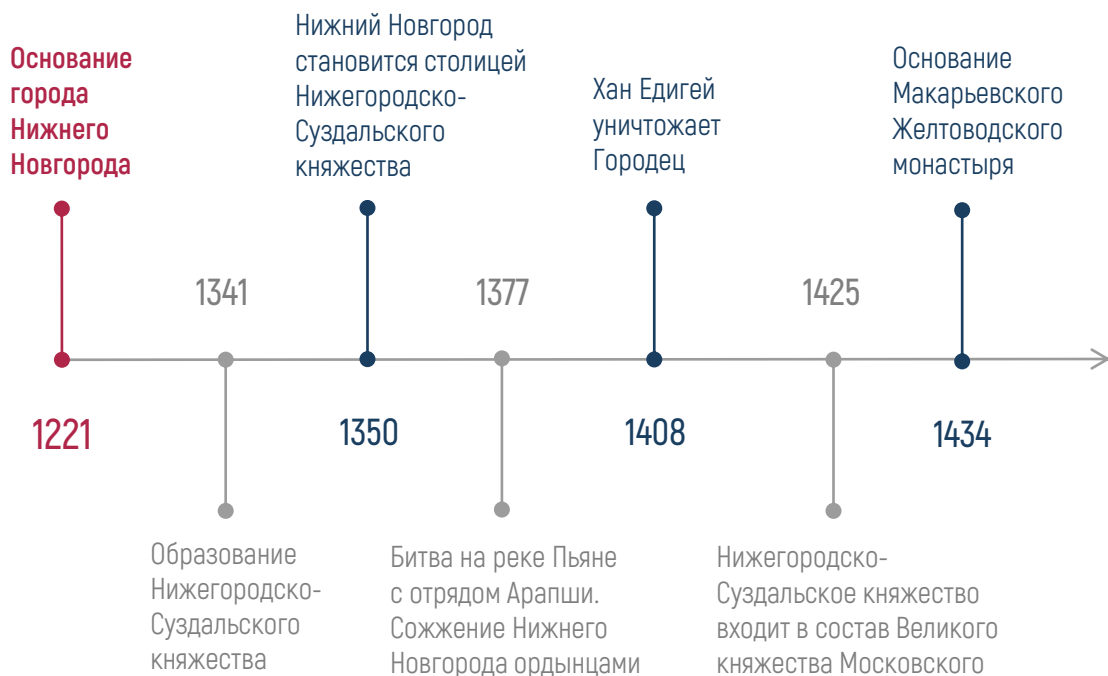 Основание
города
Нижнего
Новгорода
1221
1341
Образование
Нижегородско-
Суздальского
княжества
Нижний Новгород
становится столицей
Нижегородско-
Суздальского
княжества
1350
1377
Битва на реке Пьяне
с отрядом Арапши.
Сожжение Нижнего
Новгорода ордынцами
Хан Едигей
уничтожает
Городец
1408
1425
Нижегородско-
Суздальское княжество
входит в состав Великого
княжества Московского
Основание
Макарьевского
Желтоводского
монастыря
1434